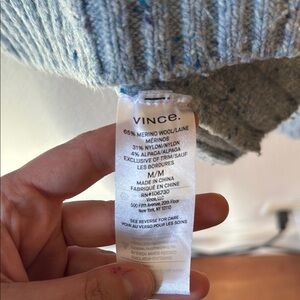 VINCE.
65% MERINO WOOL/LAINE
MÉRINOS
31% NYLON/NYLON
4% ALPAGA/ALPAGA
EXCLUSIVE OF TRIM/SAUF
LES BORDURES
M/M
MADE IN CHINA
FABRIQUÉ EN CHINE
RN#106730
Vince, LLC
500 Fifth Avenue, 20th Floor
New York, NY 10110
SEE REVERSE FOR CARE
VOIR AU VERSO POUR LES SOINS